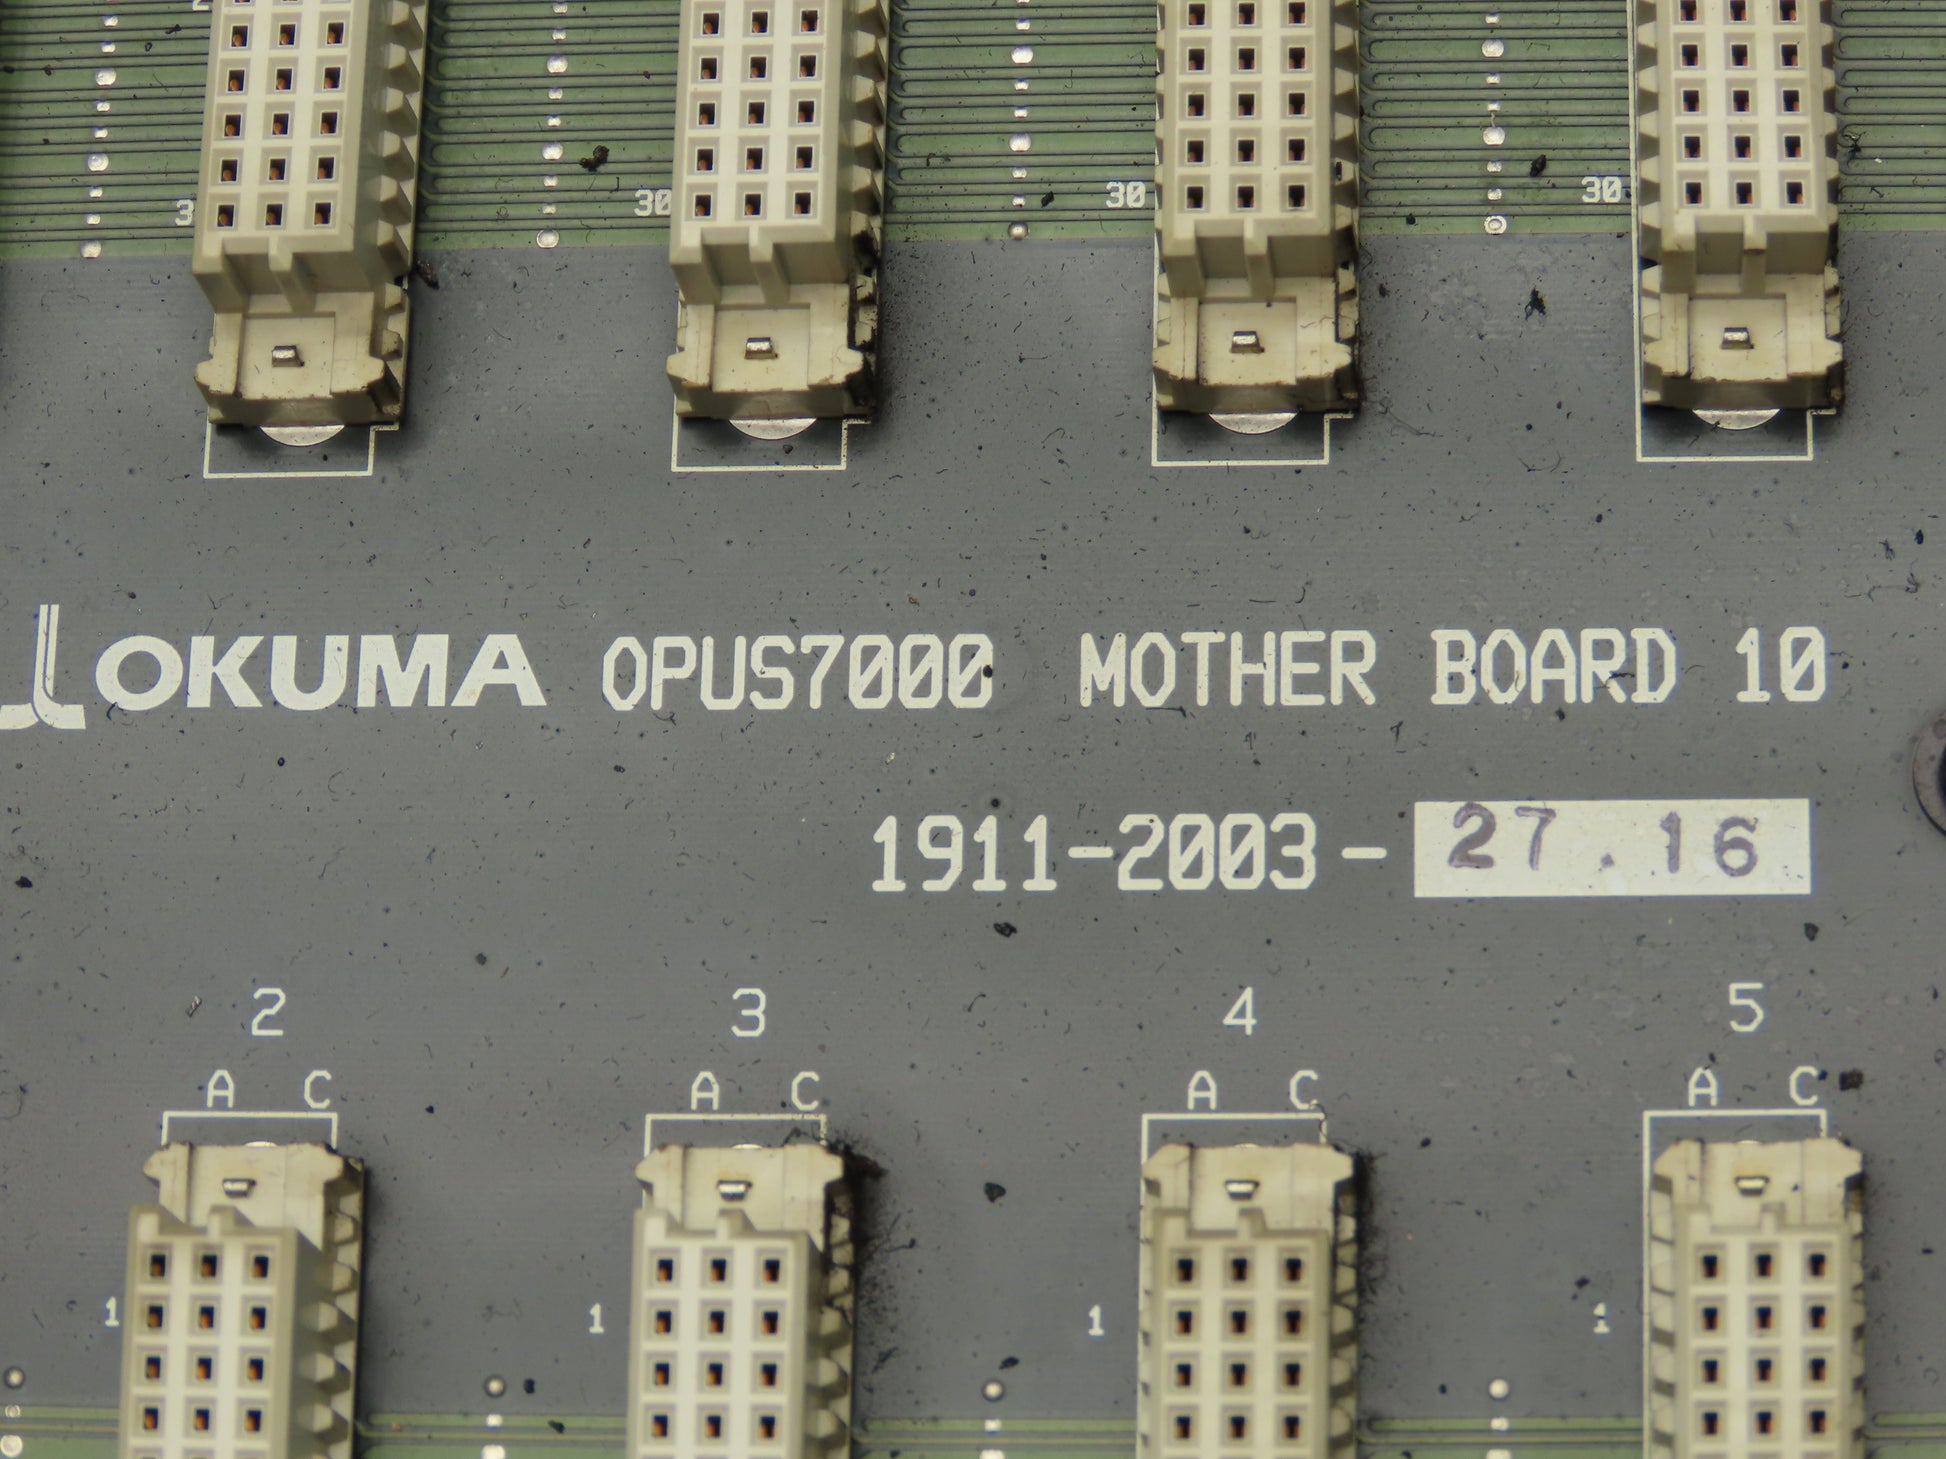 30 30 30
OKUMA OPUS7000 MOTHER BOARD 10
1911-2003-27.16
2 3 4 5
A C A C A C A C
1 1 1 1